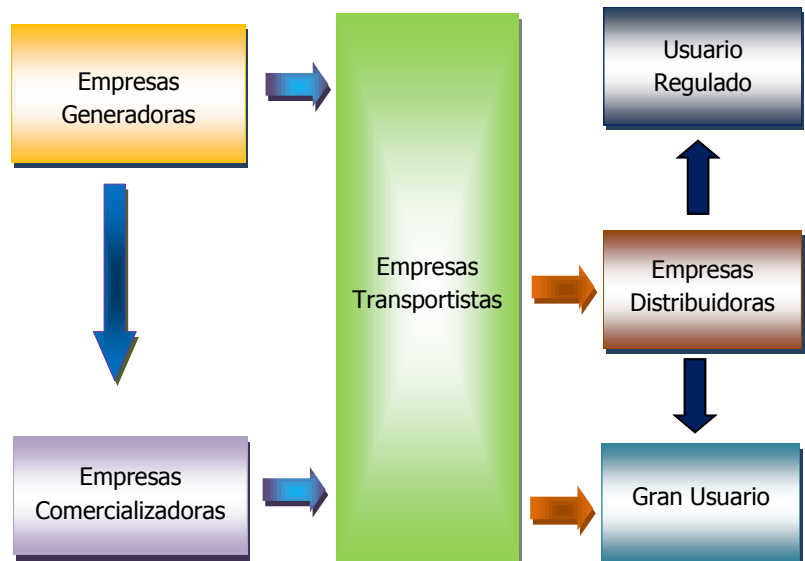 Empresas
Generadoras
Usuario
Regulado
Empresas
Transportistas
Empresas
Distribuidoras
Empresas
Comercializadoras
Gran Usuario